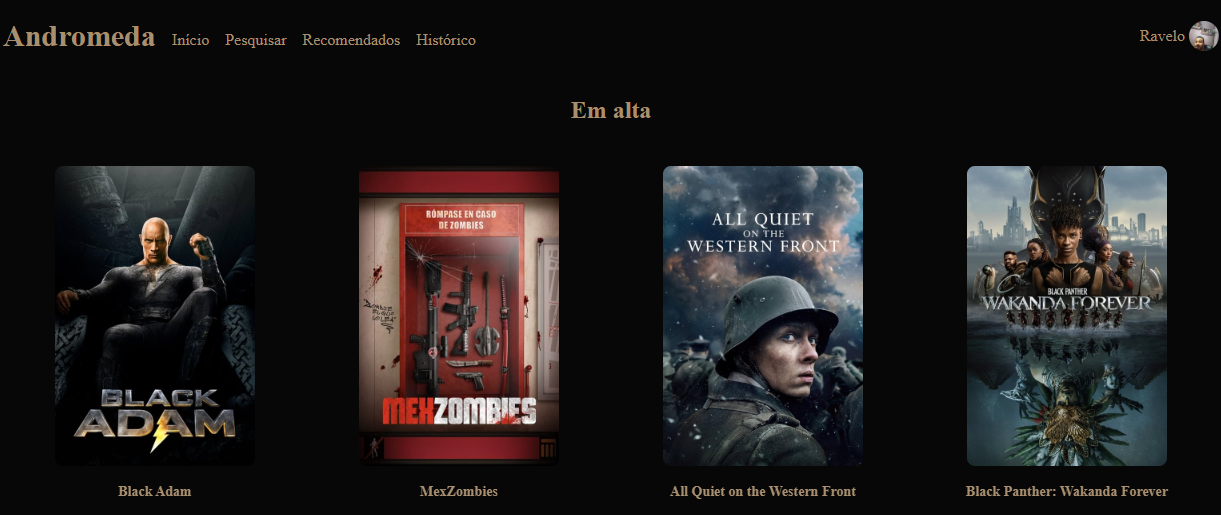 Andromeda Início Pesquisar Recomendados Histórico Ravelo
Em alta
BLACK
ADAM
RÓMPASE EN CASO
DE ZOMBIES
MEXZOMBIES
ALL QUIET
ON THE
WESTERN FRONT
BLACK PANTHER
WAKANDA FOREVER
Black Adam
MexZombies
All Quiet on the Western Front
Black Panther: Wakanda Forever